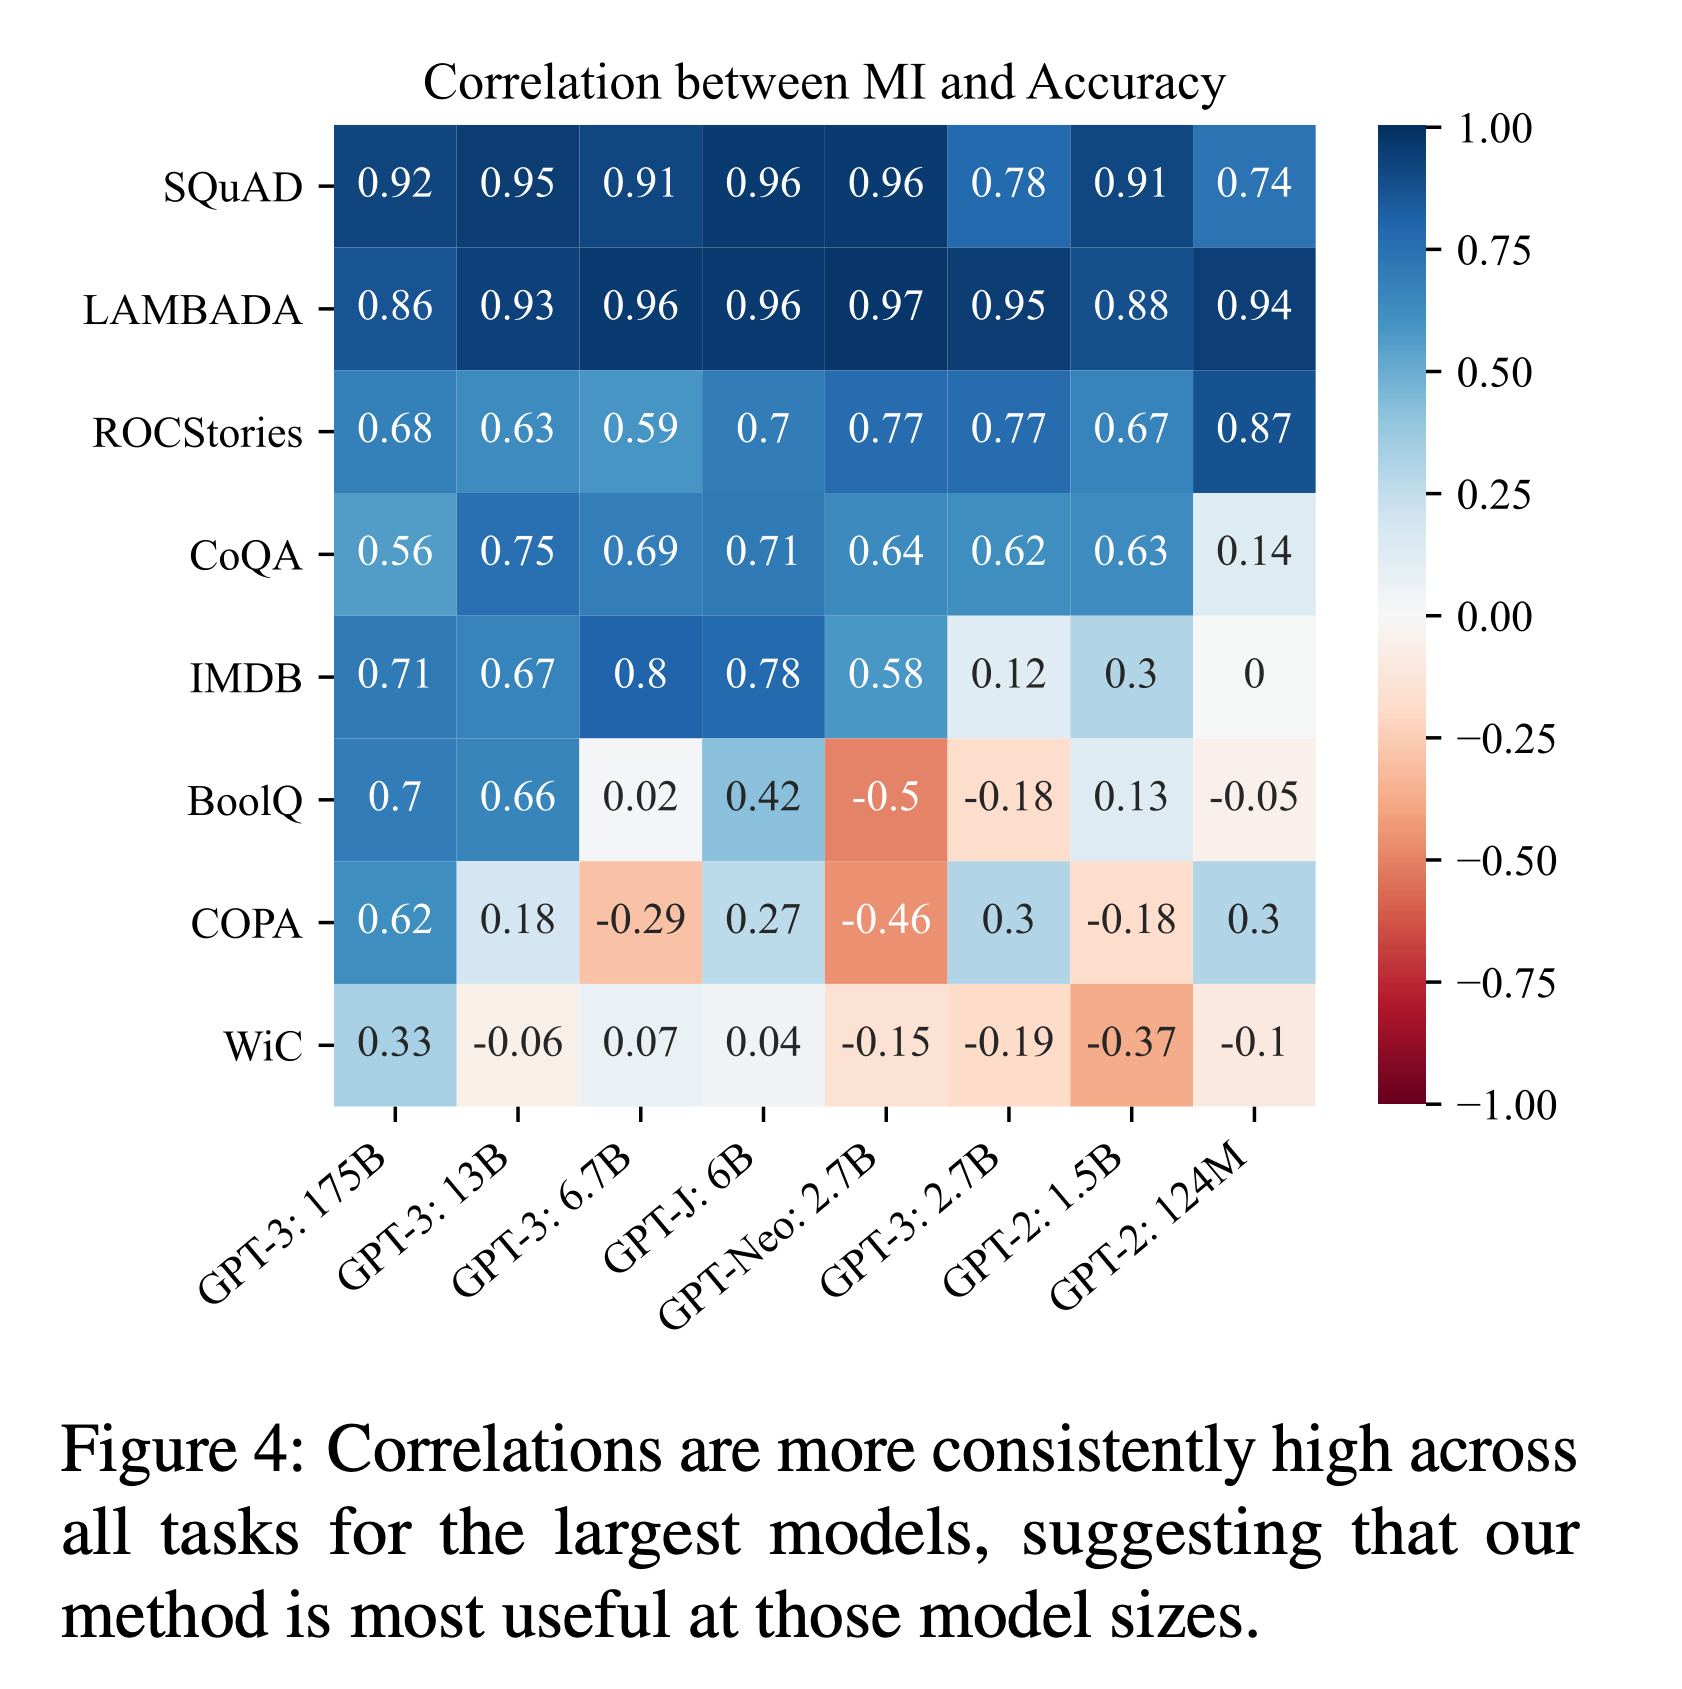 Correlation between MI and Accuracy
SQuAD 0.92 0.95 0.91 0.96 0.96 0.78 0.91 0.74
LAMBADA 0.86 0.93 0.96 0.96 0.97 0.95 0.88 0.94
ROCStories 0.68 0.63 0.59 0.7 0.77 0.77 0.67 0.87
CoQA 0.56 0.75 0.69 0.71 0.64 0.62 0.63 0.14
IMDB 0.71 0.67 0.8 0.78 0.58 0.12 0.3 0
BoolQ 0.7 0.66 0.02 0.42 -0.5 -0.18 0.13 -0.05
COPA 0.62 0.18 -0.29 0.27 -0.46 0.3 -0.18 0.3
WiC 0.33 -0.06 0.07 0.04 -0.15 -0.19 -0.37 -0.1
GPT-3: 175B
GPT-3: 13B
GPT-3: 6.7B
GPT-J: 6B
GPT-Neo: 2.7B
GPT-3: 2.7B
GPT-2: 1.5B
GPT-2: 124M
1.00
0.75
0.50
0.25
0.00
−0.25
−0.50
−0.75
−1.00
Figure 4: Correlations are more consistently high across
all tasks for the largest models, suggesting that our
method is most useful at those model sizes.